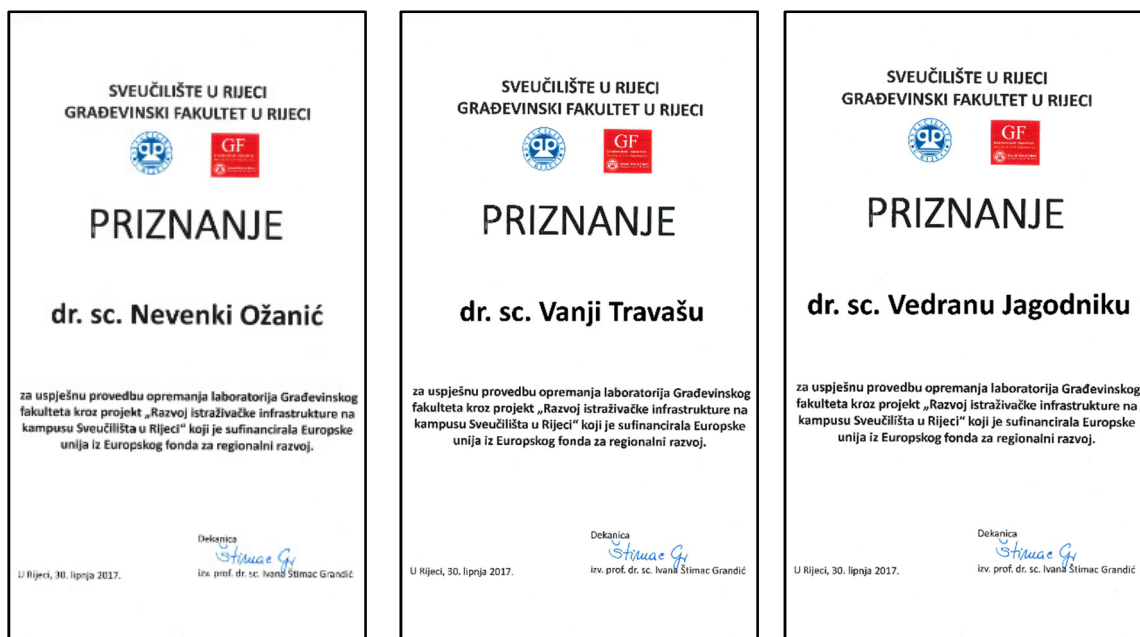 SVEUČILIŠTE U RIJECI
GRAĐEVINSKI FAKULTET U RIJECI
GF
PRIZNANJE
dr. sc. Nevenki Ožanić
za uspješnu provedbu opremanja laboratorija Građevinskog
fakulteta kroz projekt „Razvoj istraživačke infrastrukture na
kampusu Sveučilišta u Rijeci“ koji je sufinancirala Europske
unija iz Europskog fonda za regionalni razvoj.
Dekanica
Štimac Gr
U Rijeci, 30. lipnja 2017.
izv. prof. dr. sc. Ivana Štimac Grandić
SVEUČILIŠTE U RIJECI
GRAĐEVINSKI FAKULTET U RIJECI
GF
PRIZNANJE
dr. sc. Vanji Travašu
za uspješnu provedbu opremanja laboratorija Građevinskog
fakulteta kroz projekt „Razvoj istraživačke infrastrukture na
kampusu Sveučilišta u Rijeci“ koji je sufinancirala Europske
unija iz Europskog fonda za regionalni razvoj.
Dekanica
Štimac Gr
U Rijeci, 30. lipnja 2017.
izv. prof. dr. sc. Ivana Štimac Grandić
SVEUČILIŠTE U RIJECI
GRAĐEVINSKI FAKULTET U RIJECI
GF
PRIZNANJE
dr. sc. Vedranu Jagodniku
za uspješnu provedbu opremanja laboratorija Građevinskog
fakulteta kroz projekt „Razvoj istraživačke infrastrukture na
kampusu Sveučilišta u Rijeci“ koji je sufinancirala Europske
unija iz Europskog fonda za regionalni razvoj.
Dekanica
Štimac Gr
U Rijeci, 30. lipnja 2017.
izv. prof. dr. sc. Ivana Štimac Grandić